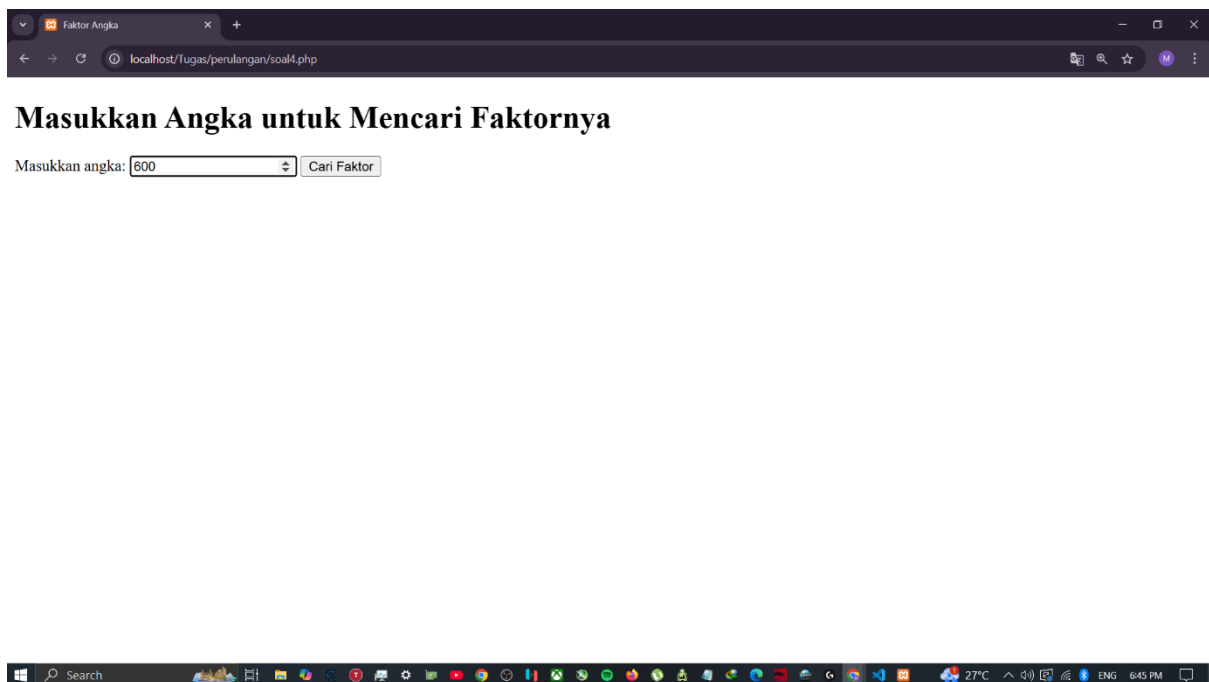 Faktor Angka
localhost/Tugas/perulangan/soal4.php
M
Masukkan Angka untuk Mencari Faktornya
Masukkan angka: 600 Cari Faktor
Search 27°C ENG 6:45 PM